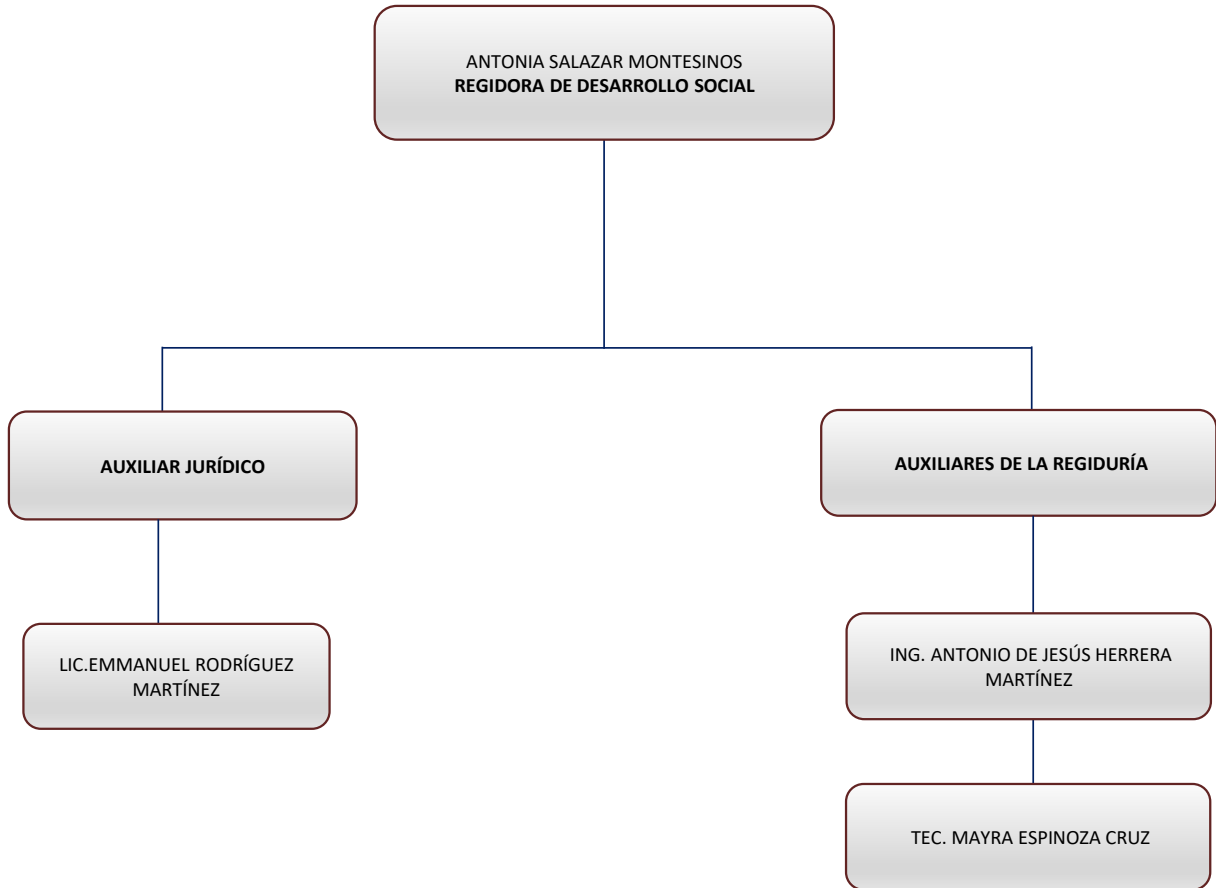 ANTONIA SALAZAR MONTESINOS
REGIDORA DE DESARROLLO SOCIAL
AUXILIAR JURÍDICO
AUXILIARES DE LA REGIDURÍA
LIC.EMMANUEL RODRÍGUEZ
MARTÍNEZ
ING. ANTONIO DE JESÚS HERRERA
MARTÍNEZ
TEC. MAYRA ESPINOZA CRUZ